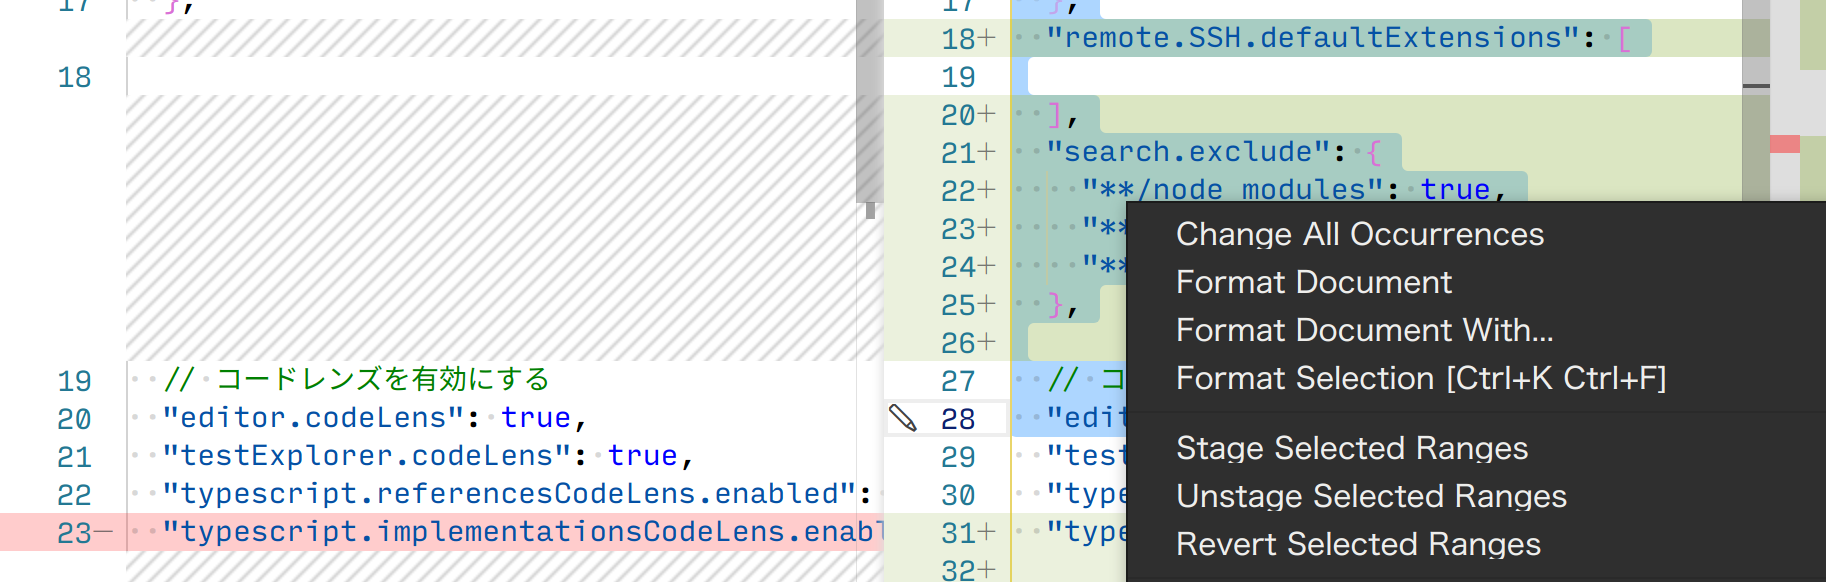 17 },
18
19 // コードレンズを有効にする
20 "editor.codeLens": true,
21 "testExplorer.codeLens": true,
22 "typescript.referencesCodeLens.enabled":
23— "typescript.implementationsCodeLens.enabl
17 },
18+ "remote.SSH.defaultExtensions": [
19
20+ ],
21+ "search.exclude": {
22+ "**/node_modules": true,
23+ "**
24+ "**
25+ },
26+
27 // コ
28 "edit
29 "test
30 "type
31+ "type
32+
Change All Occurrences
Format Document
Format Document With...
Format Selection [Ctrl+K Ctrl+F]
Stage Selected Ranges
Unstage Selected Ranges
Revert Selected Ranges